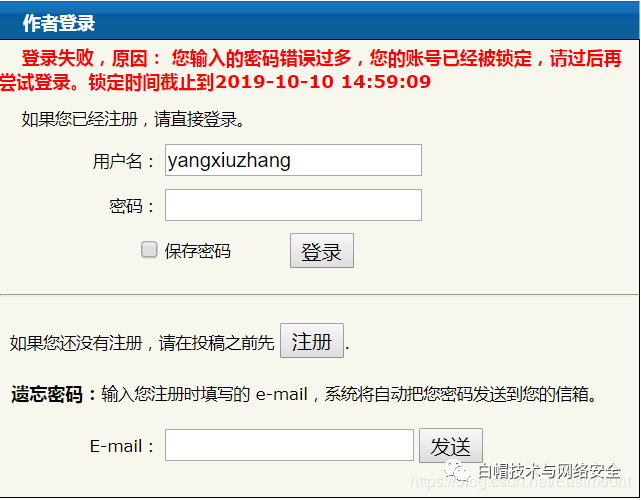 作者登录
登录失败，原因： 您输入的密码错误过多，您的账号已经被锁定，请过后再
尝试登录。锁定时间截止到2019-10-10 14:59:09
如果您已经注册，请直接登录。
用户名： yangxiuzhang
密码：
保存密码 登录
如果您还没有注册，请在投稿之前先 注册 .
遗忘密码：输入您注册时填写的 e-mail，系统将自动把您密码发送到您的信箱。
E-mail： 发送
白帽技术与网络安全
https://blog.csdn.net/Eastmount